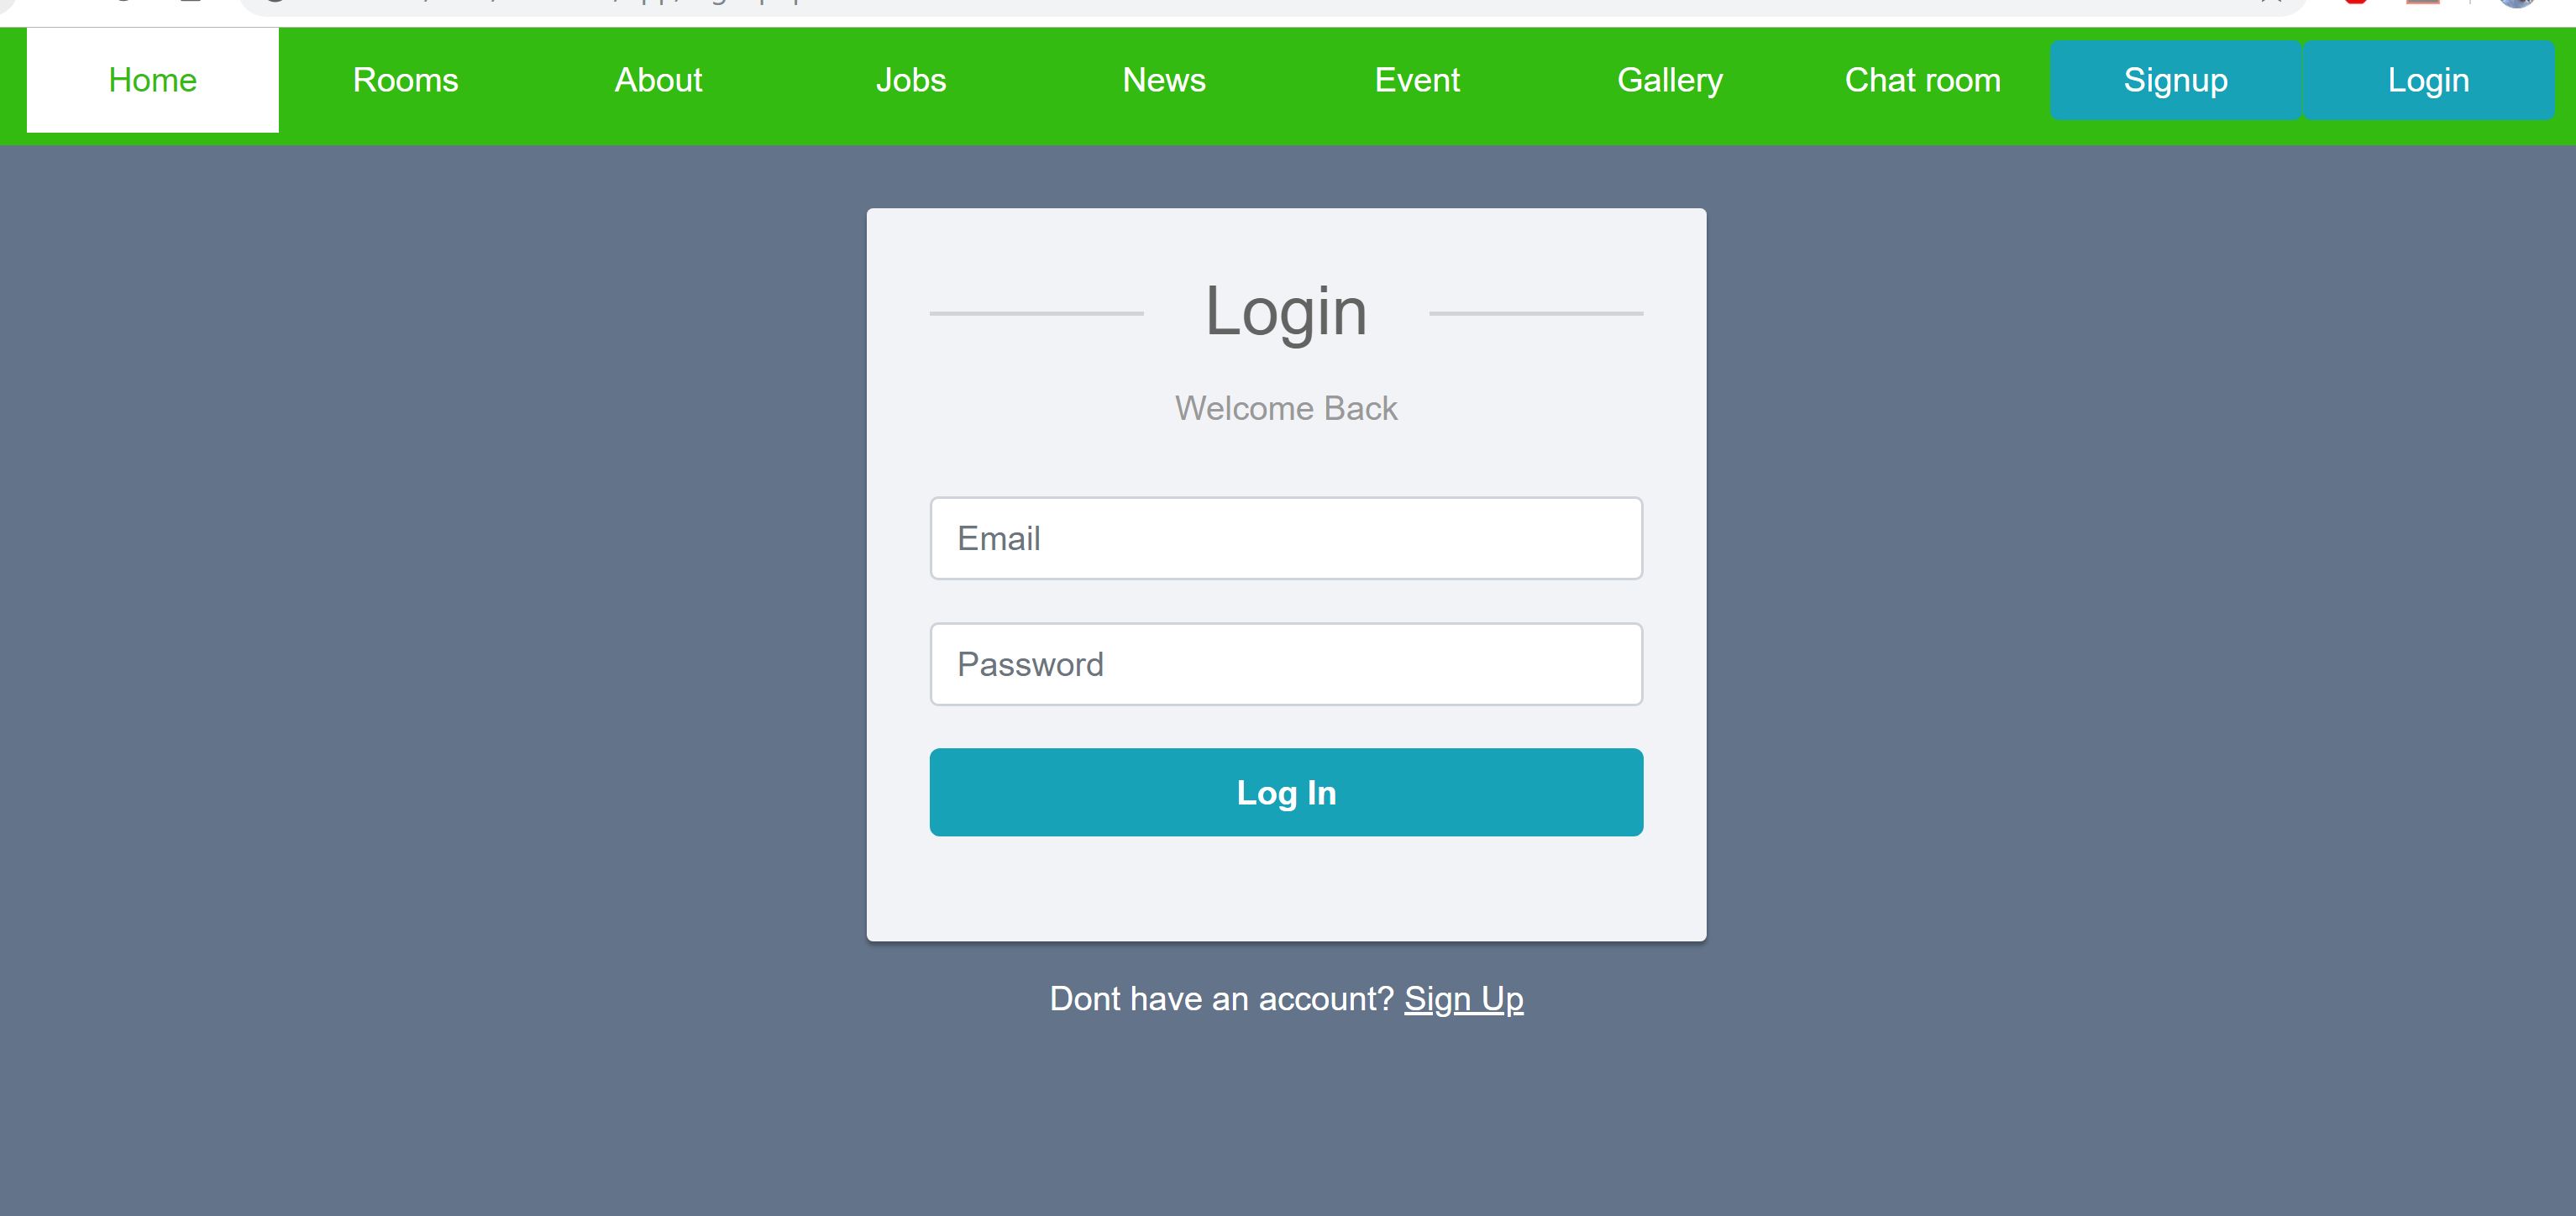 Home Rooms About Jobs News Event Gallery Chat room Signup Login
Login
Welcome Back
Email
Password
Log In
Dont have an account? Sign Up